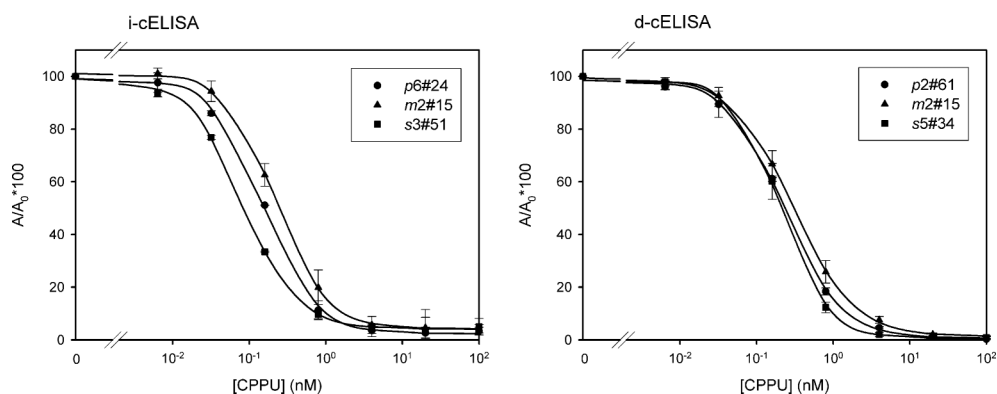 i-cELISA
A/A₀*100
100
80
60
40
20
0
p6#24
m2#15
s3#51
0
10⁻²
10⁻¹
10⁰
10¹
10²
[CPPU] (nM)
d-cELISA
A/A₀*100
100
80
60
40
20
0
p2#61
m2#15
s5#34
0
10⁻²
10⁻¹
10⁰
10¹
10²
[CPPU] (nM)